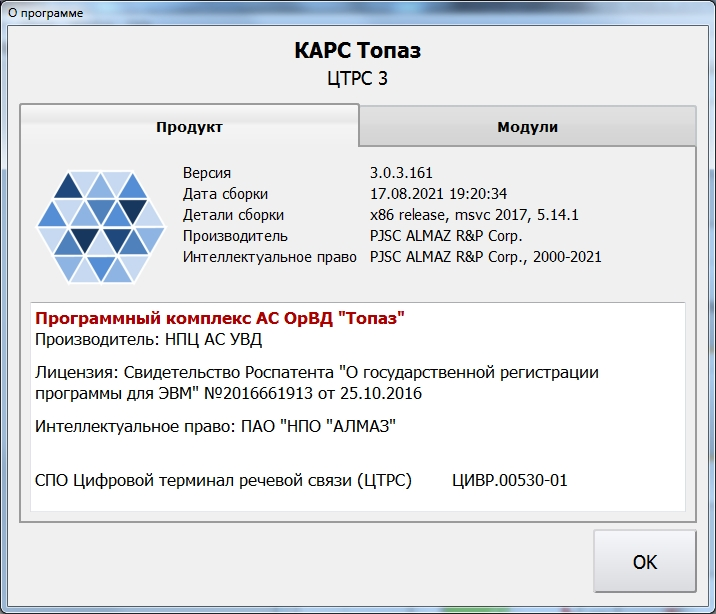 О программе
КАРС Топаз
ЦТРС 3
Продукт
Модули
Версия 3.0.3.161
Дата сборки 17.08.2021 19:20:34
Детали сборки x86 release, msvc 2017, 5.14.1
Производитель PJSC ALMAZ R&P Corp.
Интеллектуальное право PJSC ALMAZ R&P Corp., 2000-2021
Программный комплекс АС ОрВД "Топаз"
Производитель: НПЦ АС УВД
Лицензия: Свидетельство Роспатента "О государственной регистрации
программы для ЭВМ" №2016661913 от 25.10.2016
Интеллектуальное право: ПАО "НПО "АЛМАЗ"
СПО Цифровой терминал речевой связи (ЦТРС) ЦИВР.00530-01
OK